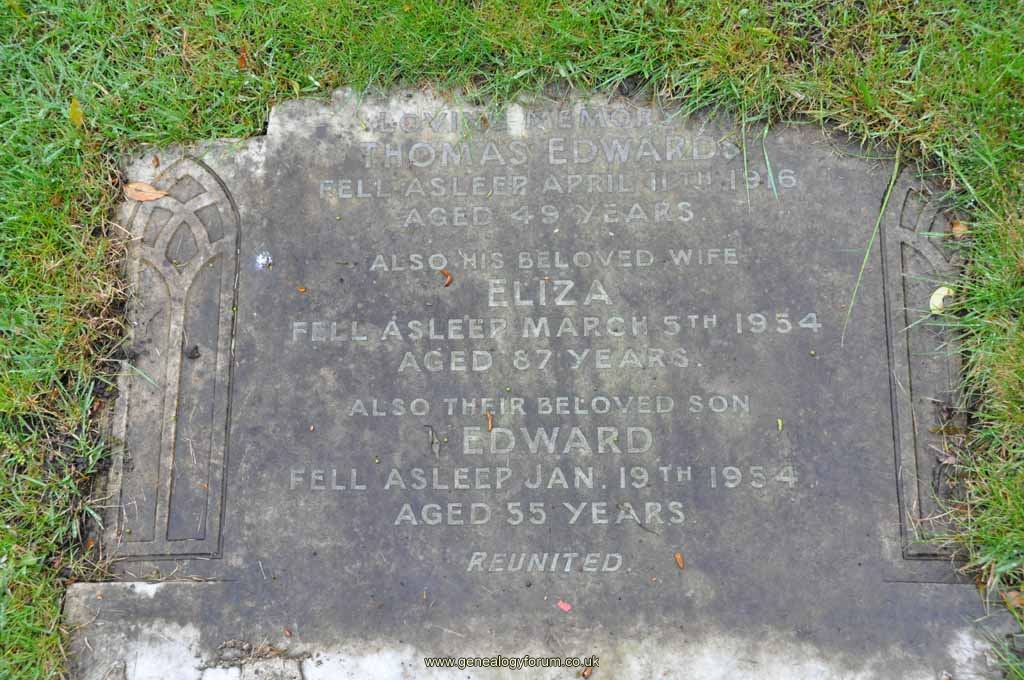 LOVING MEMORY
THOMAS EDWARDS
FELL ASLEEP APRIL 11TH 1916
AGED 49 YEARS.
ALSO HIS BELOVED WIFE
ELIZA
FELL ASLEEP MARCH 5TH 1954
AGED 87 YEARS.
ALSO THEIR BELOVED SON
EDWARD
FELL ASLEEP JAN. 19TH 1954.
AGED 55 YEARS
REUNITED.
www.genealogyforum.co.uk